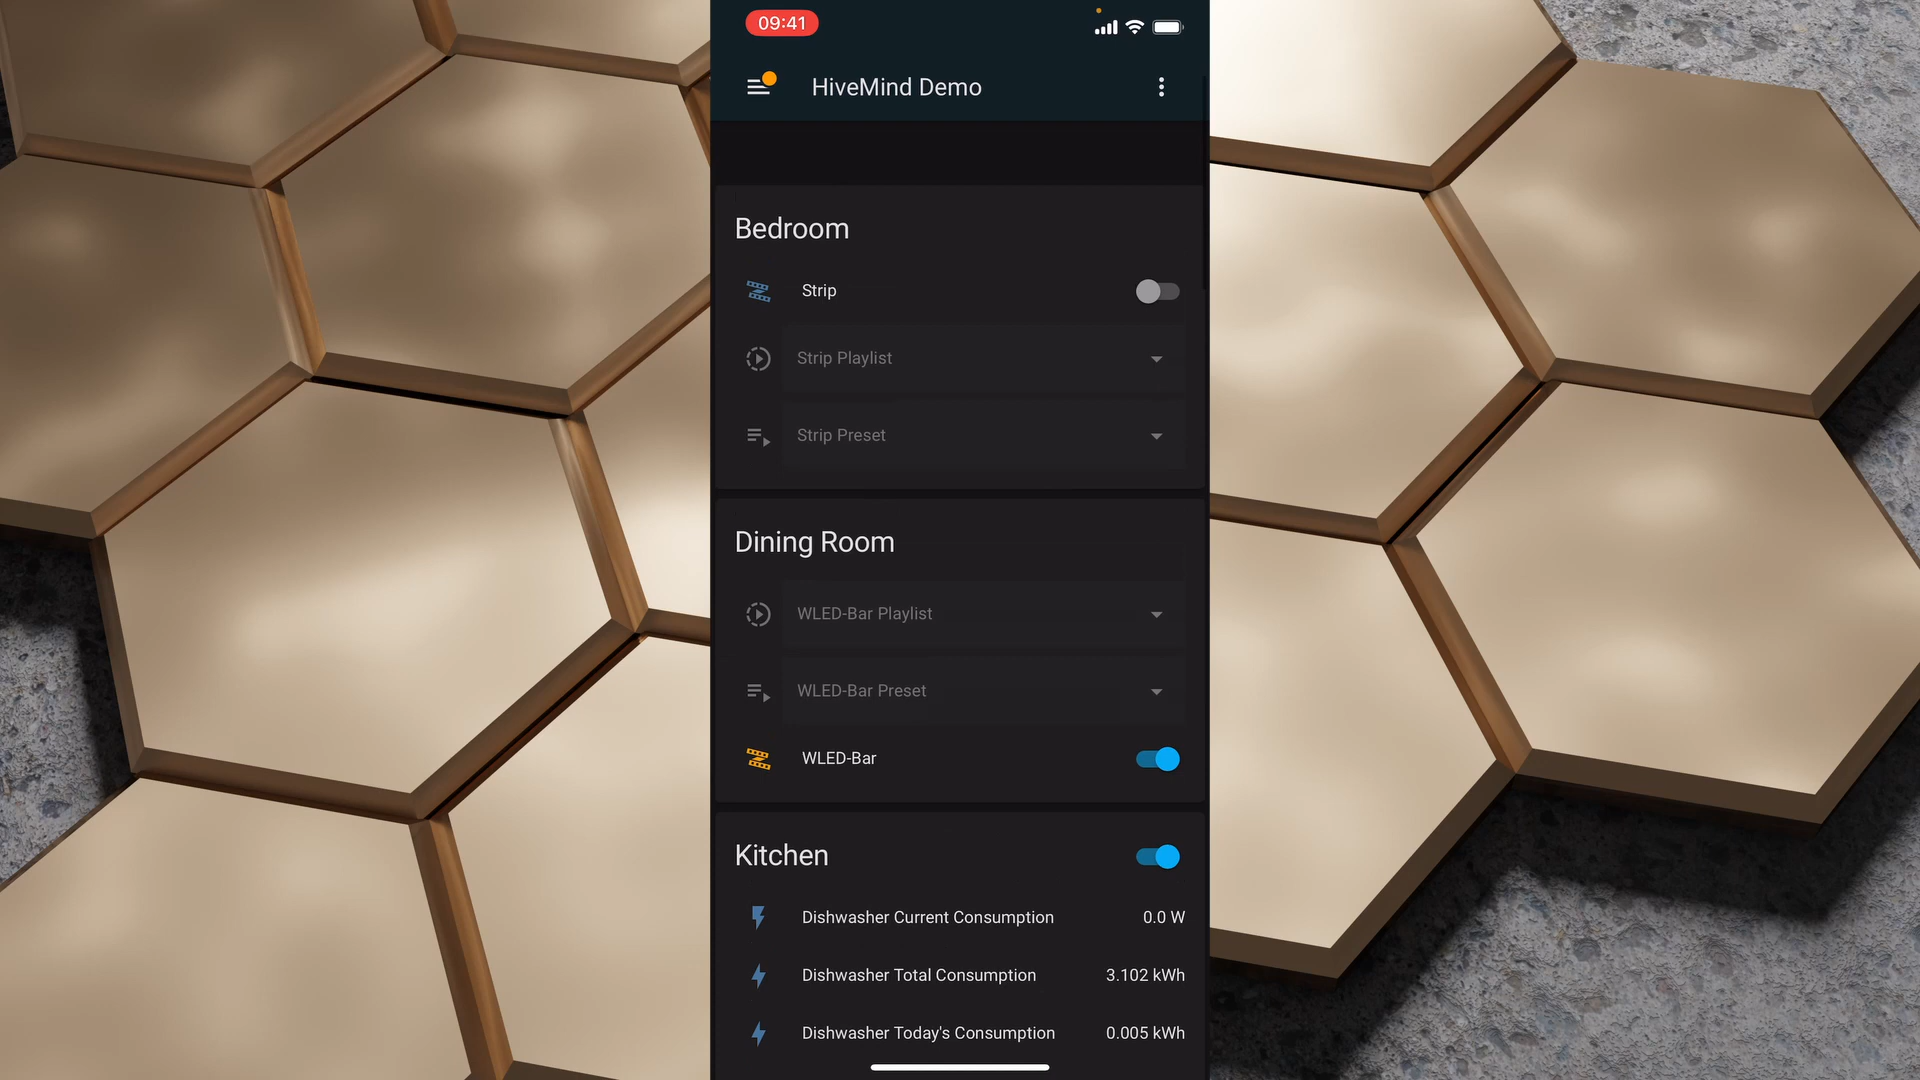 09:41
HiveMind Demo
Bedroom
Strip
Strip Playlist
Strip Preset
Dining Room
WLED-Bar Playlist
WLED-Bar Preset
WLED-Bar
Kitchen
Dishwasher Current Consumption 0.0 W
Dishwasher Total Consumption 3.102 kWh
Dishwasher Today's Consumption 0.005 kWh